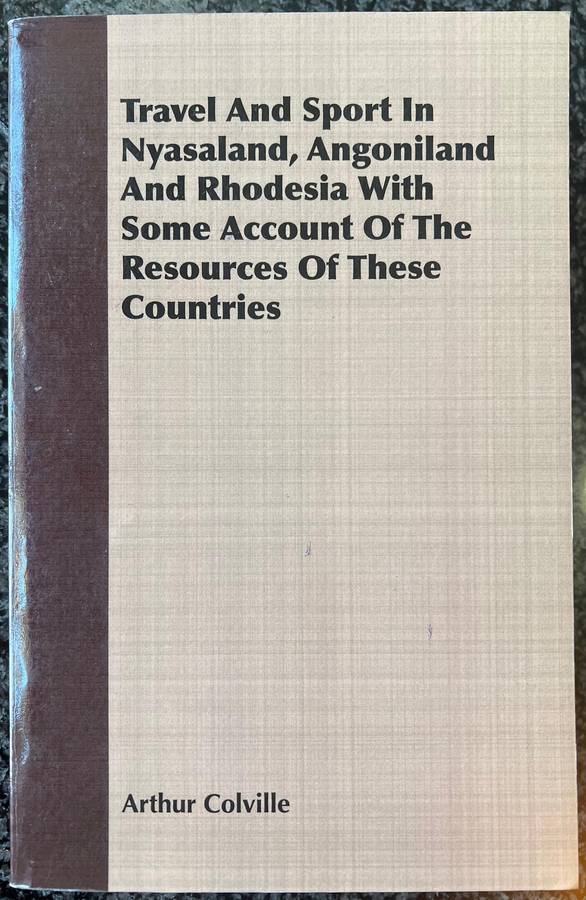 Travel And Sport In
Nyasaland, Angoniland
And Rhodesia With
Some Account Of The
Resources Of These
Countries
Arthur Colville